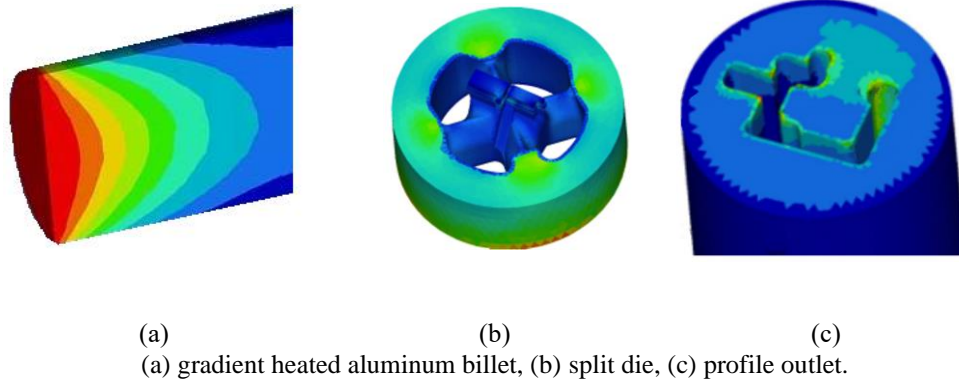 (a) (b) (c)
(a) gradient heated aluminum billet, (b) split die, (c) profile outlet.